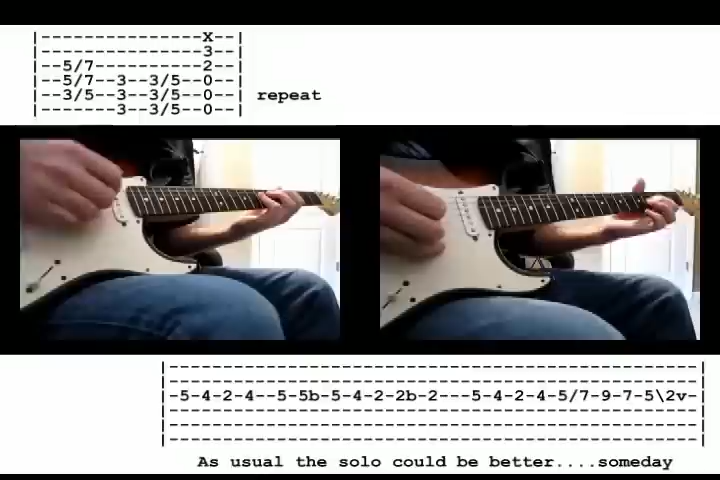 |---------------X--|
|---------------3--|
|--5/7----------2--|
|--5/7--3--3/5--0--|
|--3/5--3--3/5--0--| repeat
|-------3--3/5--0--|
|-------------------------------------------------|
|-------------------------------------------------|
|-5-4-2-4--5-5b-5-4-2-2b-2---5-4-2-4-5/7-9-7-5\2v-|
|-------------------------------------------------|
|-------------------------------------------------|
|-------------------------------------------------|
As usual the solo could be better....someday